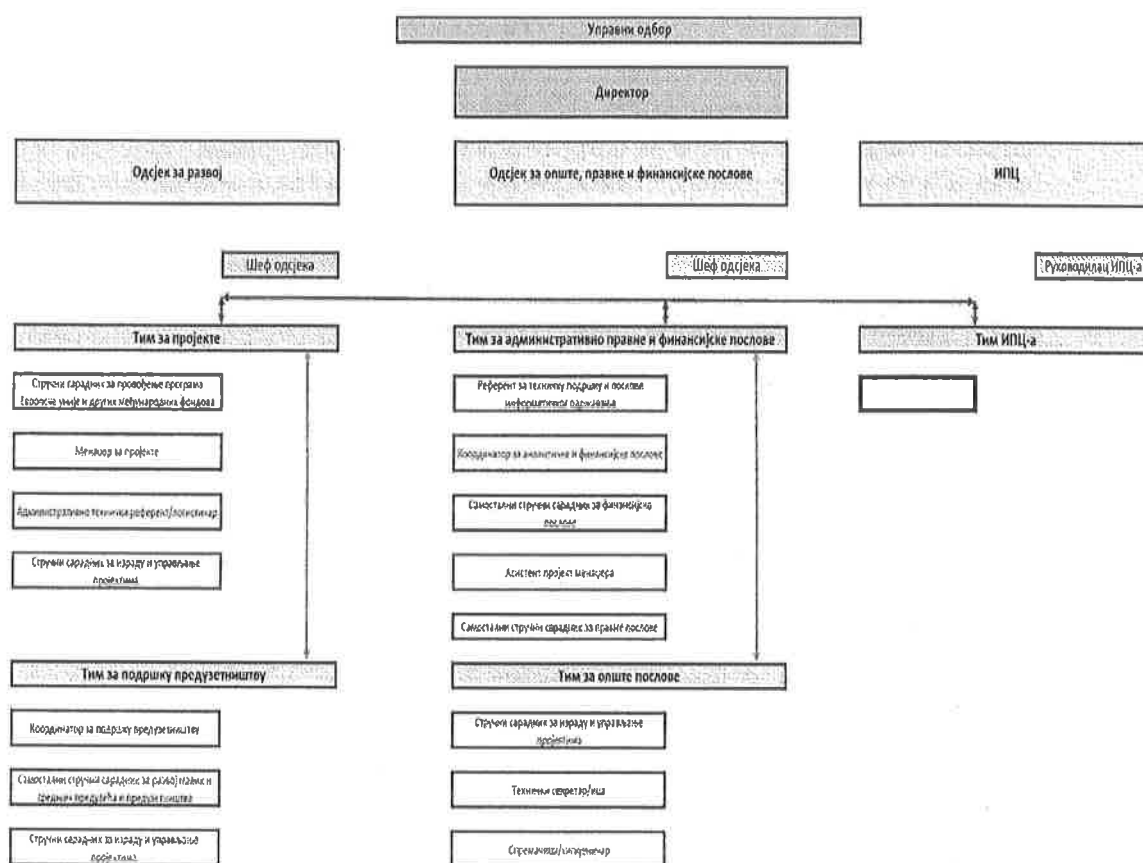 Управни одбор
Директор
Одсјек за развој
Одсјек за опште, правне и финансијске послове
ИПЦ
Шеф одсјека
Шеф одсјека
Руководилац ИПЦ-а
Тим за пројекте
Тим за административно правне и финансијске послове
Тим ИПЦ-а
Стручни сарадник за провођење програма
Европске уније и других међународних фондова
Референт за техничку подршку и послове
информатичког одржавања
Менаџер за пројекте
Координатор за аналитичке и финансијске послове
Административно технички референт/логистичар
Самостални стручни сарадник за финансијске
послове
Стручни сарадник за израду и управљање
пројектима
Асистент пројект менаџера
Самостални стручни сарадник за правне послове
Тим за подршку предузетништву
Тим за опште послове
Координатор за подршку предузетништву
Стручни сарадник за израду и управљање
пројектима
Самостални стручни сарадник за развој малих и
средњих предузећа и предузетништва
Технички секретар/ица
Стручни сарадник за израду и управљање
пројектима
Спремачица/хигијеничар